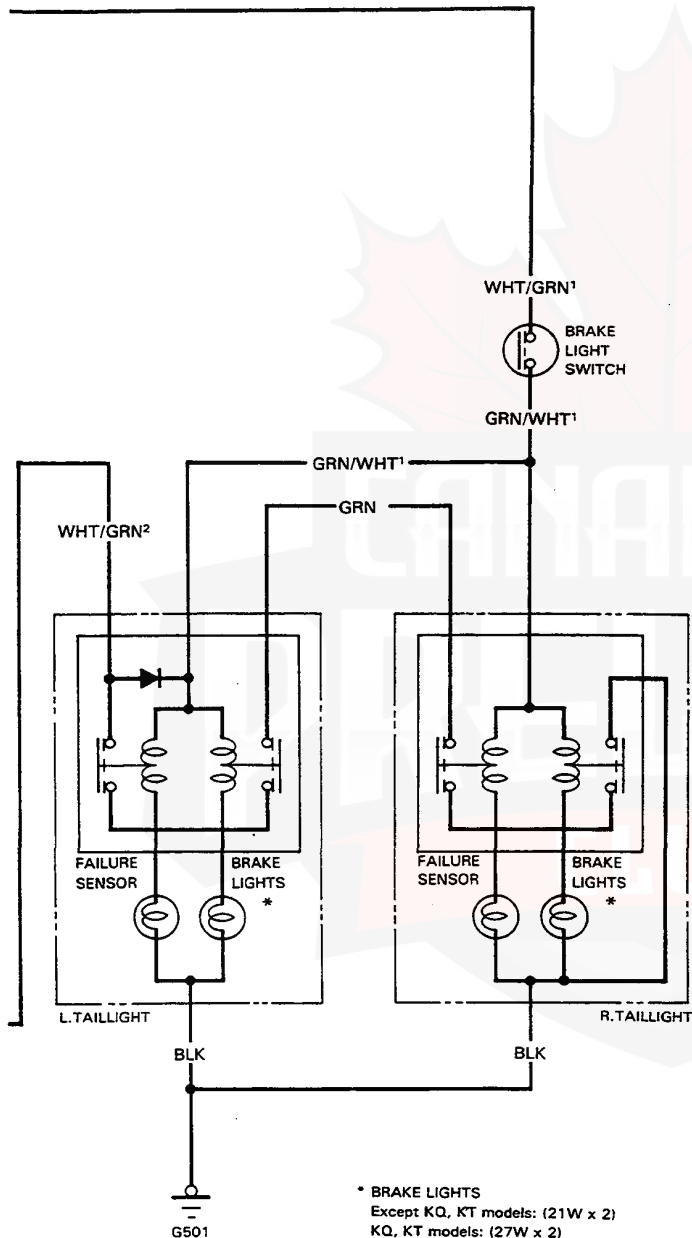 WHT/GRN¹
BRAKE
LIGHT
SWITCH
GRN/WHT¹
GRN/WHT¹
GRN
WHT/GRN²
FAILURE
SENSOR
BRAKE
LIGHTS
*
FAILURE
SENSOR
BRAKE
LIGHTS
*
L.TAILLIGHT
R.TAILLIGHT
BLK
BLK
G501
* BRAKE LIGHTS
Except KQ, KT models: (21W x 2)
KQ, KT models: (27W x 2)